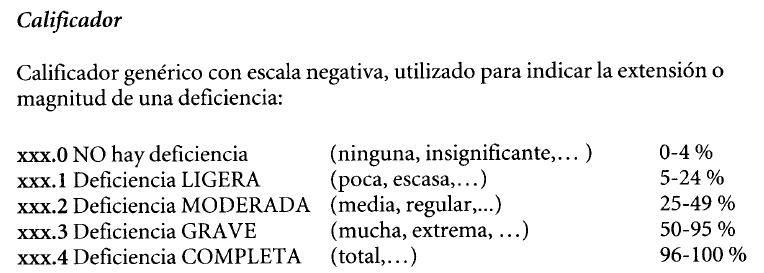 Calificador
Calificador genérico con escala negativa, utilizado para indicar la extensión o
magnitud de una deficiencia:
xxx.0 NO hay deficiencia (ninguna, insignificante,... ) 0-4 %
xxx.1 Deficiencia LIGERA (poca, escasa,...) 5-24 %
xxx.2 Deficiencia MODERADA (media, regular,...) 25-49 %
xxx.3 Deficiencia GRAVE (mucha, extrema, ...) 50-95 %
xxx.4 Deficiencia COMPLETA (total,...) 96-100 %